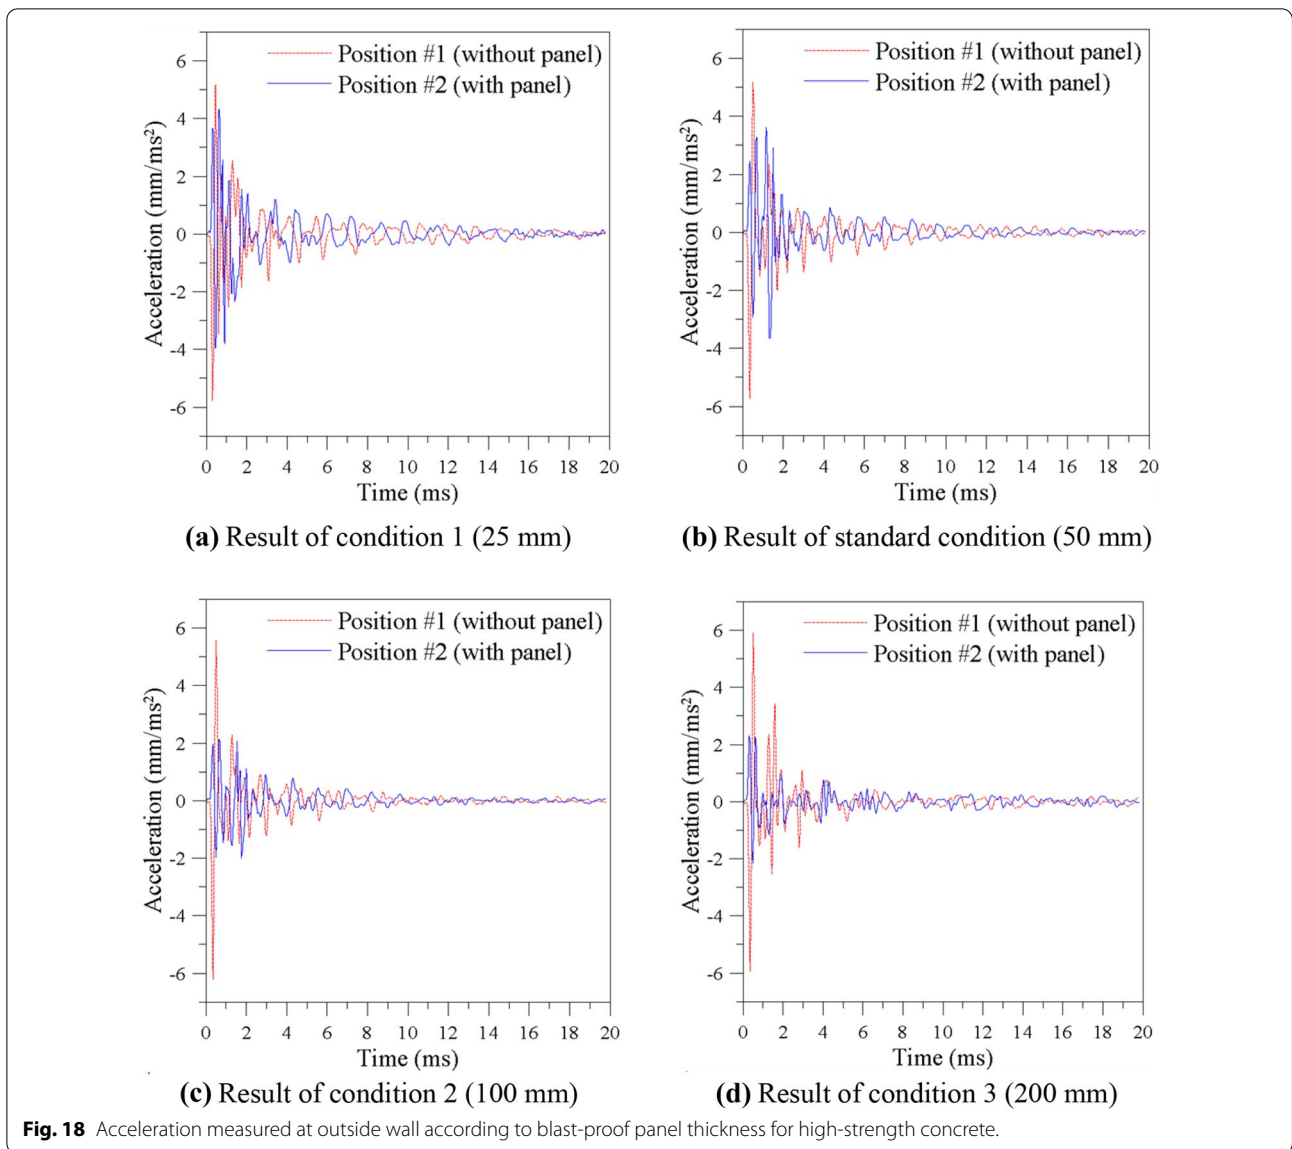 Position #1 (without panel)
Position #2 (with panel)
Acceleration (mm/ms²)
6
4
2
0
-2
-4
-6
0 2 4 6 8 10 12 14 16 18 20
Time (ms)
(a) Result of condition 1 (25 mm)
Position #1 (without panel)
Position #2 (with panel)
Acceleration (mm/ms²)
6
4
2
0
-2
-4
-6
0 2 4 6 8 10 12 14 16 18 20
Time (ms)
(b) Result of standard condition (50 mm)
Position #1 (without panel)
Position #2 (with panel)
Acceleration (mm/ms²)
6
4
2
0
-2
-4
-6
0 2 4 6 8 10 12 14 16 18 20
Time (ms)
(c) Result of condition 2 (100 mm)
Position #1 (without panel)
Position #2 (with panel)
Acceleration (mm/ms²)
6
4
2
0
-2
-4
-6
0 2 4 6 8 10 12 14 16 18 20
Time (ms)
(d) Result of condition 3 (200 mm)
Fig. 18 Acceleration measured at outside wall according to blast-proof panel thickness for high-strength concrete.